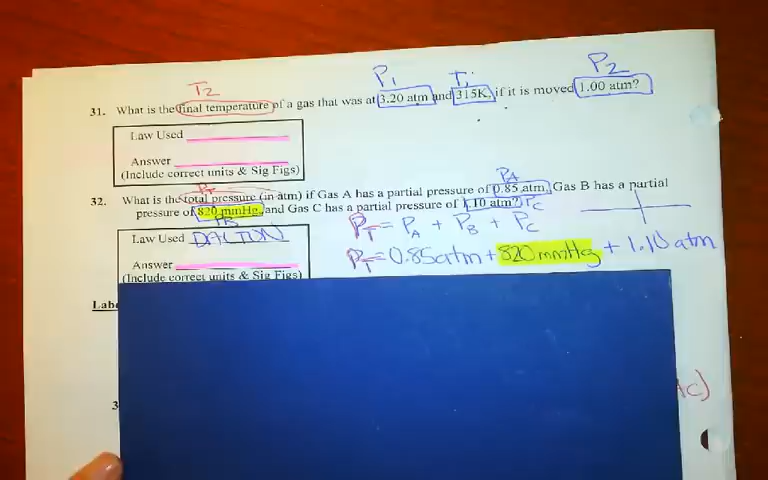 T2 P1 T1 P2
31. What is the final temperature of a gas that was at 3.20 atm and 315K, if it is moved 1.00 atm?
Law Used
Answer
(Include correct units & Sig Figs)
PT PA
32. What is the total pressure (in atm) if Gas A has a partial pressure of 0.85 atm, Gas B has a partial
pressure of 820 mmHg, and Gas C has a partial pressure of 1.10 atm? PC
PB
PT = PA + PB + PC
Law Used DALTON
PT = 0.85atm + 820 mmHg + 1.10 atm
Answer
(Include correct units & Sig Figs)
Labe
3